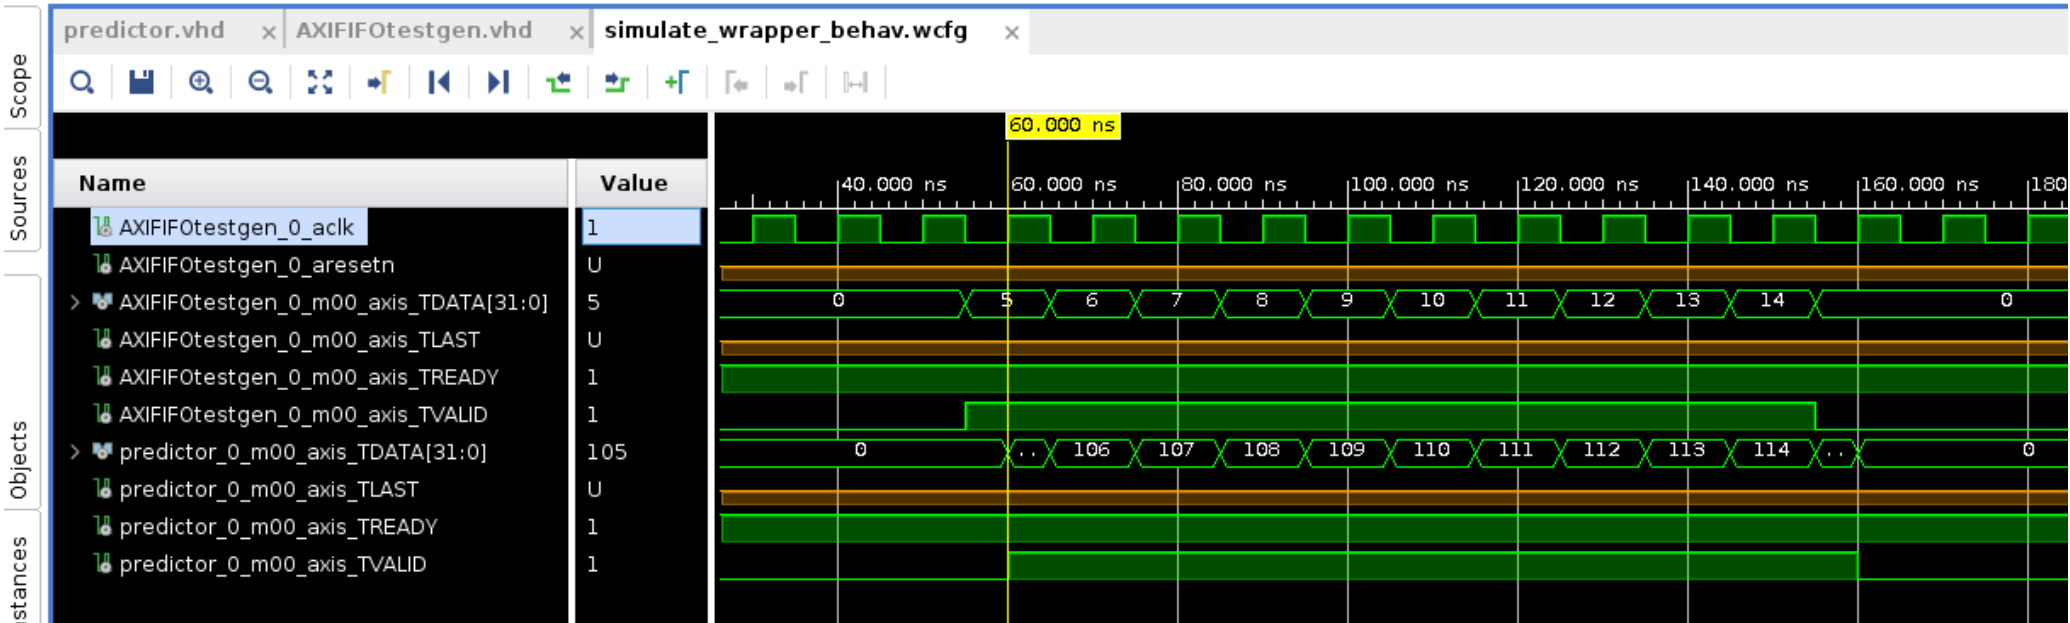 predictor.vhd × AXIFIFOtestgen.vhd × simulate_wrapper_behav.wcfg ×
Scope
Sources
Objects
stances
60.000 ns
Name Value
40.000 ns 60.000 ns 80.000 ns 100.000 ns 120.000 ns 140.000 ns 160.000 ns 180
AXIFIFOtestgen_0_aclk 1
AXIFIFOtestgen_0_aresetn U
AXIFIFOtestgen_0_m00_axis_TDATA[31:0] 5 0 5 6 7 8 9 10 11 12 13 14 0
AXIFIFOtestgen_0_m00_axis_TLAST U
AXIFIFOtestgen_0_m00_axis_TREADY 1
AXIFIFOtestgen_0_m00_axis_TVALID 1
predictor_0_m00_axis_TDATA[31:0] 105 0 .. 106 107 108 109 110 111 112 113 114 .. 0
predictor_0_m00_axis_TLAST U
predictor_0_m00_axis_TREADY 1
predictor_0_m00_axis_TVALID 1